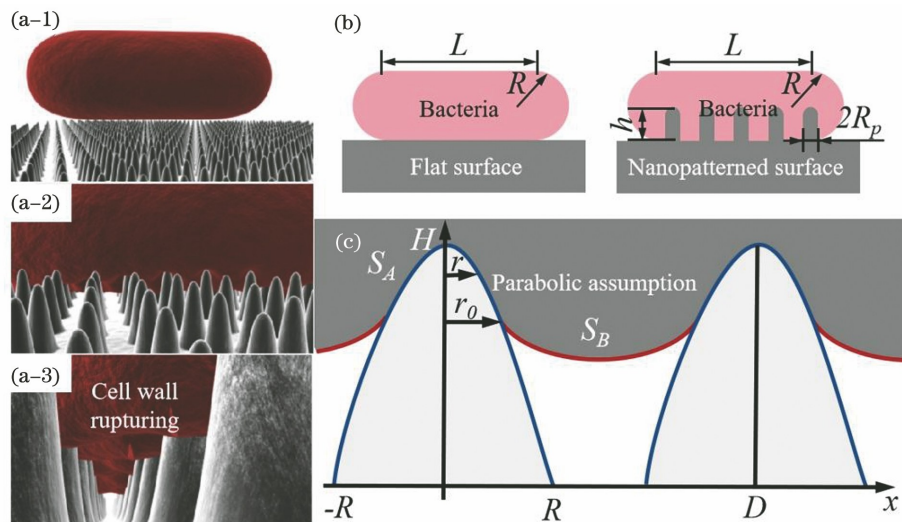 (a-1)
(a-2)
(a-3)
Cell wall
rupturing
(b)
L
R
Bacteria
Flat surface
L
R
Bacteria
h
2Rp
Nanopatterned surface
(c)
H
SA
r
Parabolic assumption
r0
SB
-R
R
D
x